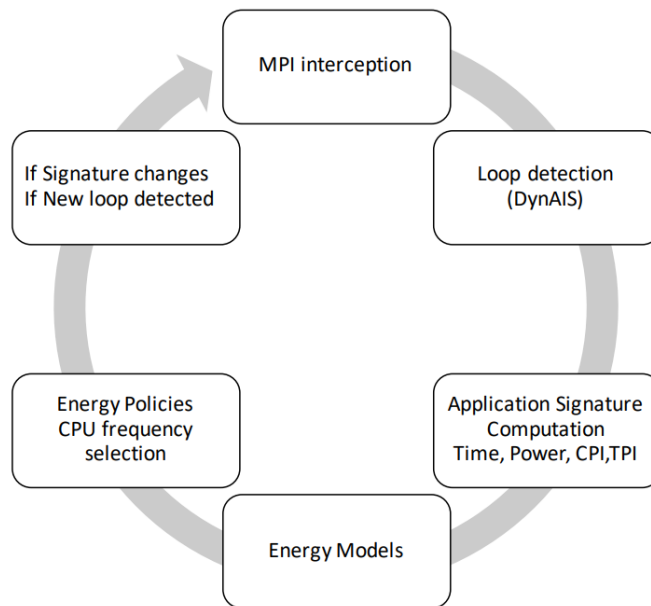 MPI interception
Loop detection
(DynAIS)
Application Signature
Computation
Time, Power, CPI,TPI
Energy Models
Energy Policies
CPU frequency
selection
If Signature changes
If New loop detected